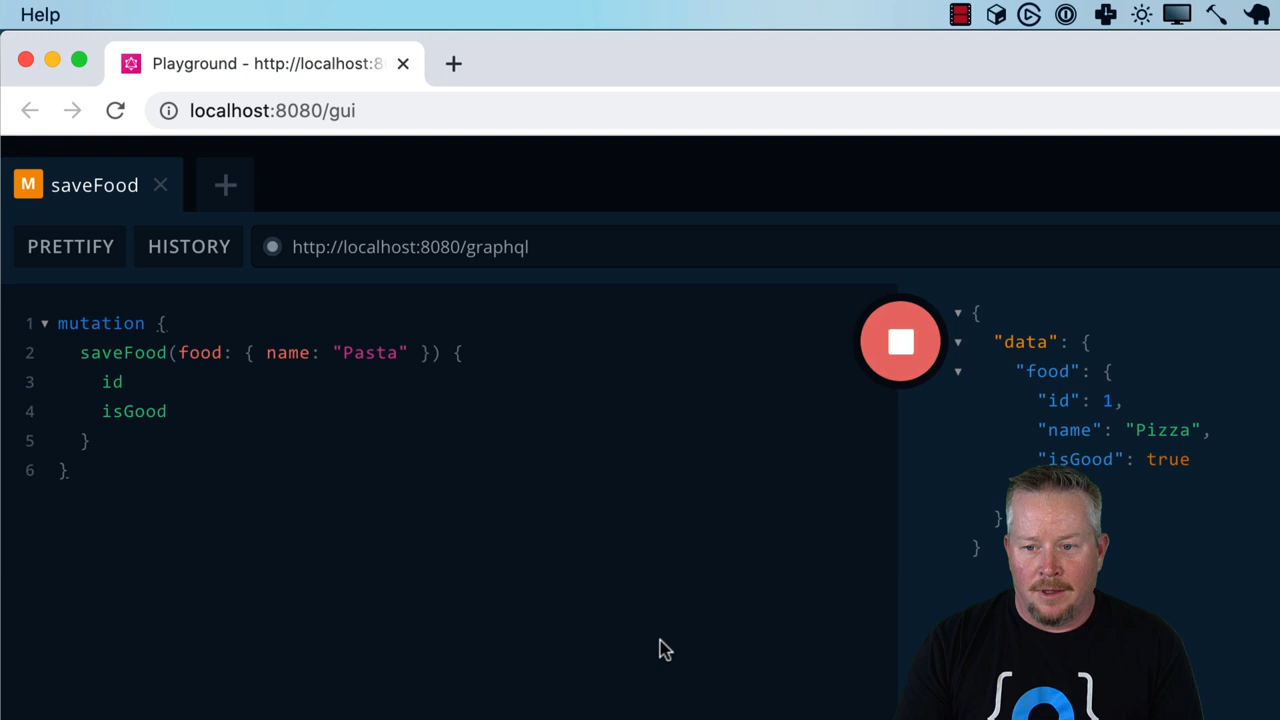 Help
Playground - http://localhost:8
localhost:8080/gui
M saveFood
PRETTIFY HISTORY http://localhost:8080/graphql
1 mutation {
2 saveFood(food: { name: "Pasta" }) {
3 id
4 isGood
5 }
6 }
{
"data": {
"food": {
"id": 1,
"name": "Pizza",
"isGood": true
}
}